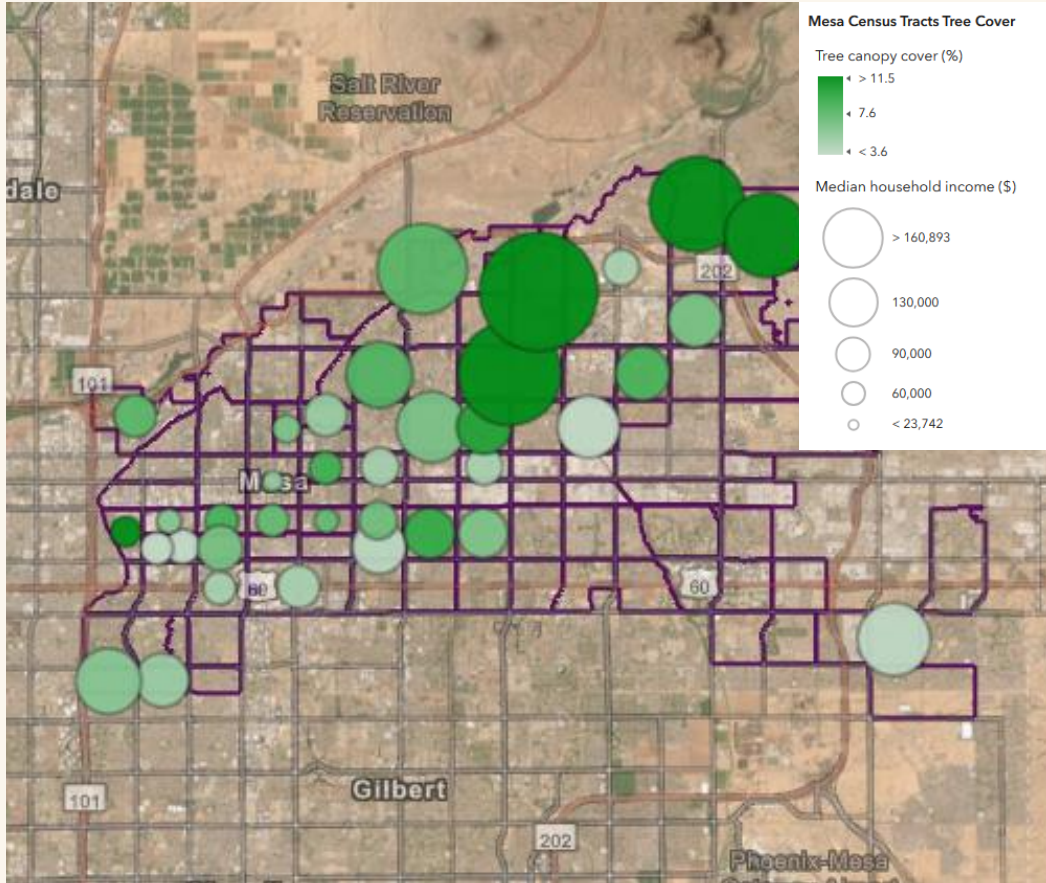 Mesa Census Tracts Tree Cover
Tree canopy cover (%)
> 11.5
7.6
< 3.6
Median household income ($)
> 160,893
130,000
90,000
60,000
< 23,742
Salt River
Reservation
dale
202
101
Mesa
60
60
Gilbert
101
202
Phoenix-Mesa